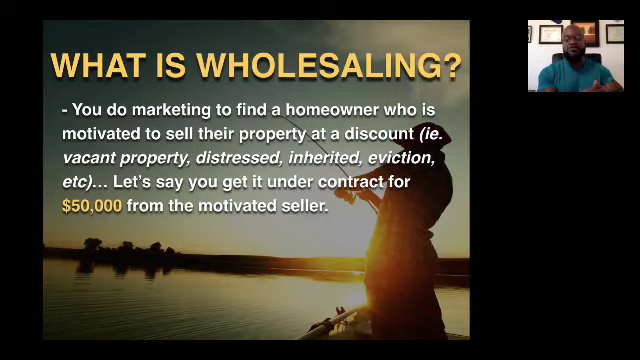 WHAT IS WHOLESALING?
- You do marketing to find a homeowner who is
motivated to sell their property at a discount (ie.
vacant property, distressed, inherited, eviction,
etc)... Let's say you get it under contract for
$50,000 from the motivated seller.